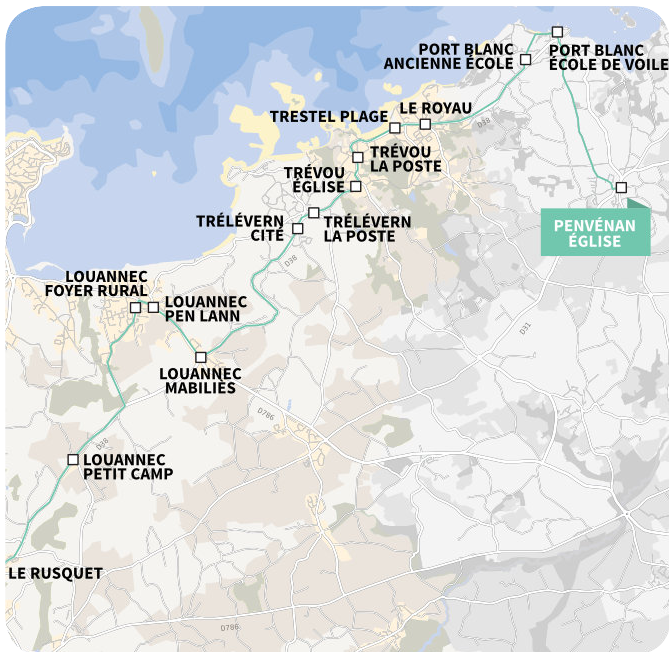 PORT BLANC
ANCIENNE ÉCOLE
PORT BLANC
ÉCOLE DE VOILE
LE ROYAU
TRESTEL PLAGE
D38
TRÉVOU
LA POSTE
TRÉVOU
ÉGLISE
TRÉLÉVERN
CITÉ
TRÉLÉVERN
LA POSTE
PENVÉNAN
ÉGLISE
D38
LOUANNEC
FOYER RURAL
LOUANNEC
PEN LANN
D31
LOUANNEC
MABILIÈS
D786
D38
LOUANNEC
PETIT CAMP
LE RUSQUET
D786